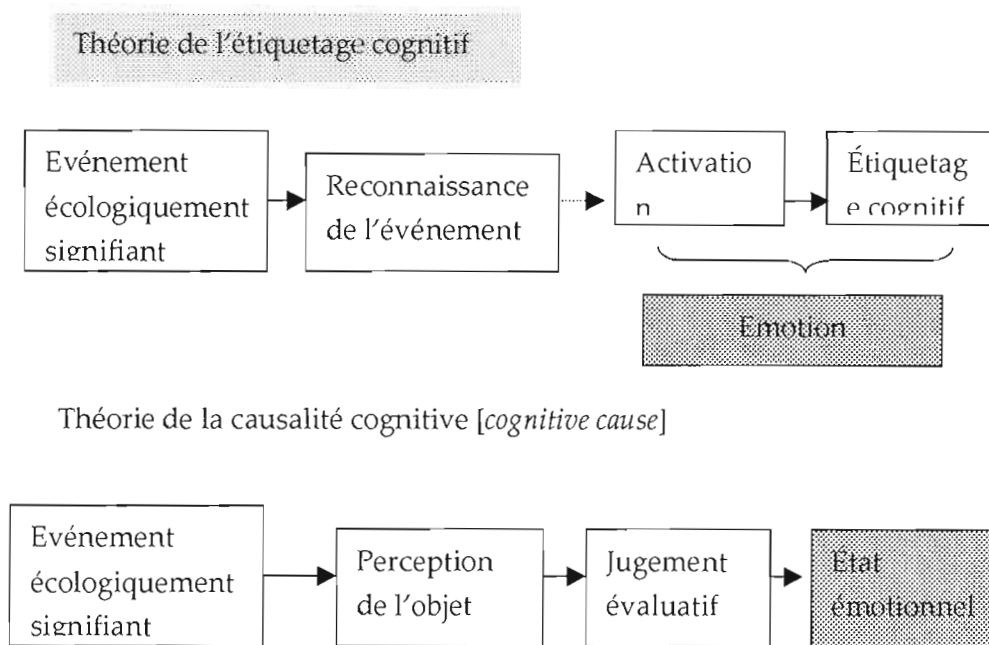 Théorie de l'étiquetage cognitif
Evénement
écologiquement
signifiant
Reconnaissance
de l'événement
Activatio
n
Étiquetag
e cognitif
Emotion
Théorie de la causalité cognitive [cognitive cause]
Evénement
écologiquement
signifiant
Perception
de l'objet
Jugement
évaluatif
Etat
émotionnel